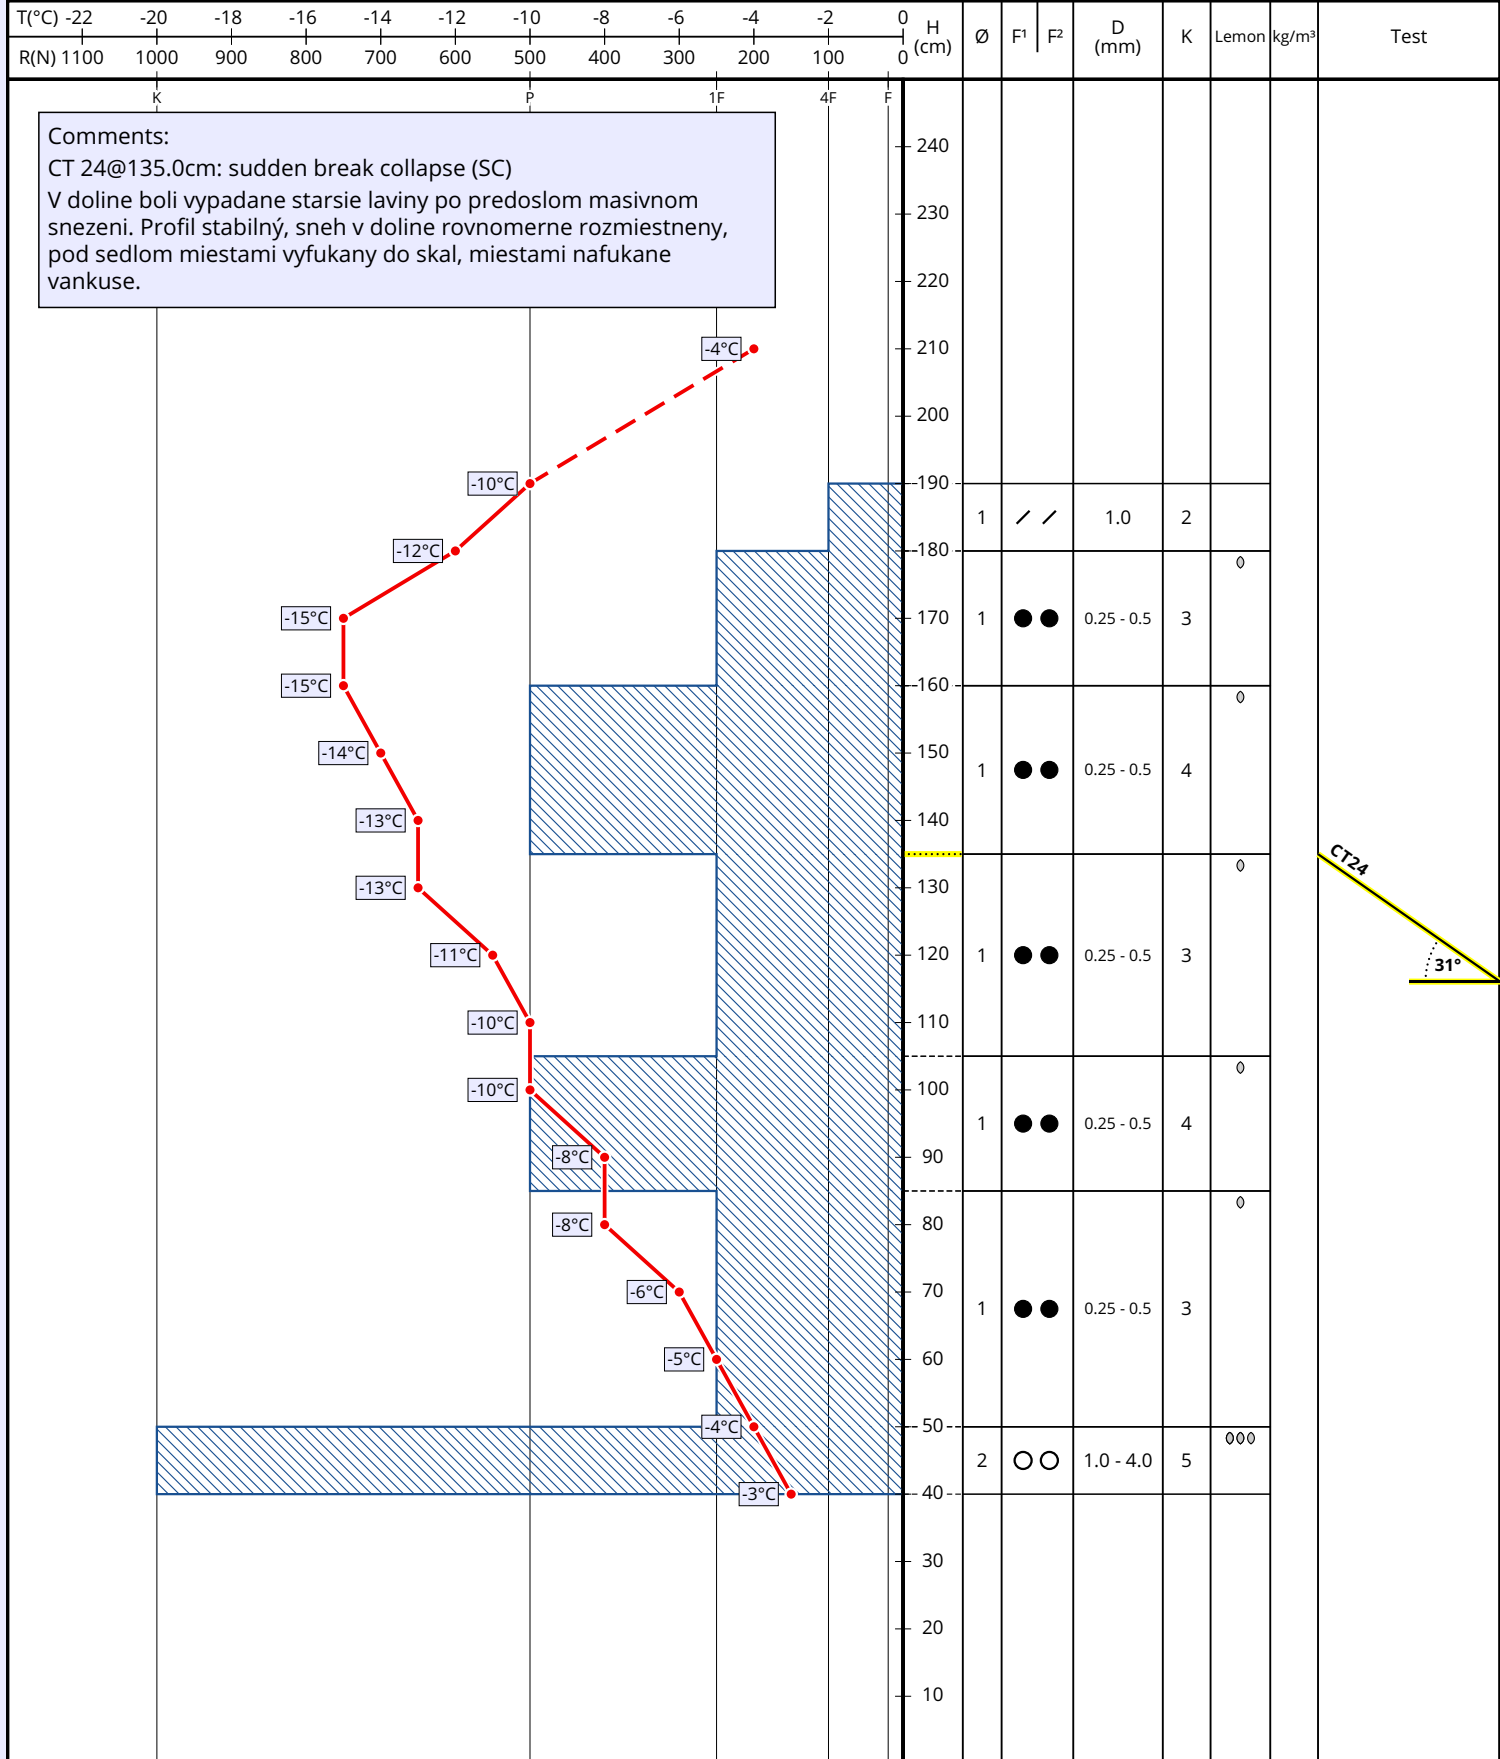 T(°C) -22 -20 -18 -16 -14 -12 -10 -8 -6 -4 -2 0
R(N) 1100 1000 900 800 700 600 500 400 300 200 100 0
H (cm)
Ø
F¹ F²
D (mm)
K
Lemon
kg/m³
Test
K P 1F 4F F
Comments:
CT 24@135.0cm: sudden break collapse (SC)
V doline boli vypadane starsie laviny po predoslom masivnom
snezeni. Profil stabilný, sneh v doline rovnomerne rozmiestneny,
pod sedlom miestami vyfukany do skal, miestami nafukane
vankuse.
240
230
220
-4°C 210
200
-10°C 190
1 1.0 2
-12°C 180
-15°C 170 1 0.25 - 0.5 3
-15°C 160
-14°C 150
1 0.25 - 0.5 4
-13°C 140
CT24
-13°C 130
-11°C 120 1 0.25 - 0.5 3
31°
-10°C 110
-10°C 100
1 0.25 - 0.5 4
-8°C 90
-8°C 80
-6°C 70
1 0.25 - 0.5 3
-5°C 60
-4°C 50
2 1.0 - 4.0 5
-3°C 40
30
20
10